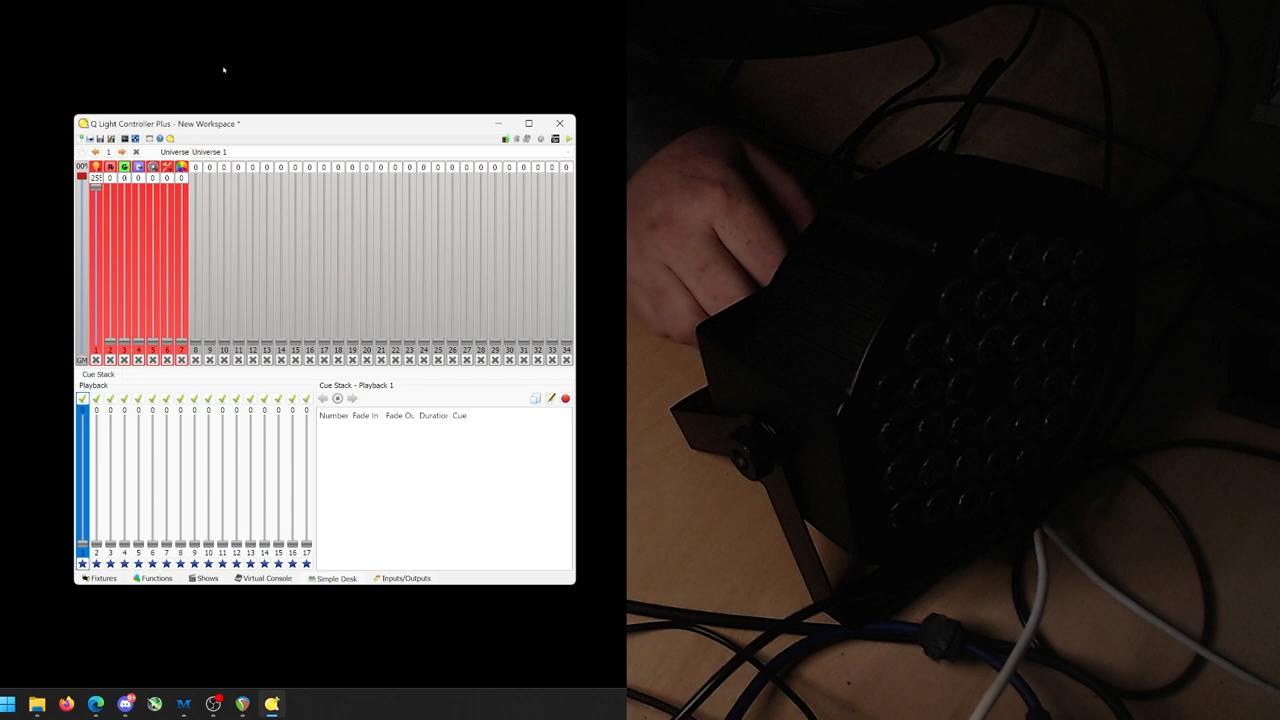 Q Light Controller Plus - New Workspace *
1 Universe Universe 1
R G
0 0 0 0 0 0 0 0 0 0 0 0 0 0 0 0 0 0 0 0 0 0 0 0 0 0 0
255 0 0 0 0 0 0
1 2 3 4 5 6 7 8 9 10 11 12 13 14 15 16 17 18 19 20 21 22 23 24 25 26 27 28 29 30 31 32 33 34
GM
Cue Stack
Playback Cue Stack - Playback 1
0 0 0 0 0 0 0 0 0 0 0 0 0 0 0 0 0
Number Fade In Fade Ou Duration Cue
1 2 3 4 5 6 7 8 9 10 11 12 13 14 15 16 17
Fixtures Functions Shows Virtual Console Simple Desk Inputs/Outputs